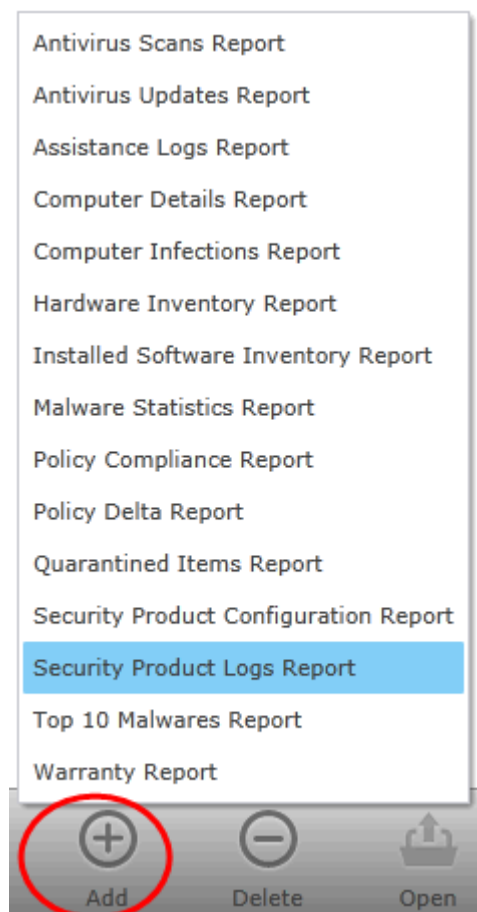 Antivirus Scans Report
Antivirus Updates Report
Assistance Logs Report
Computer Details Report
Computer Infections Report
Hardware Inventory Report
Installed Software Inventory Report
Malware Statistics Report
Policy Compliance Report
Policy Delta Report
Quarantined Items Report
Security Product Configuration Report
Security Product Logs Report
Top 10 Malwares Report
Warranty Report
Add Delete Open